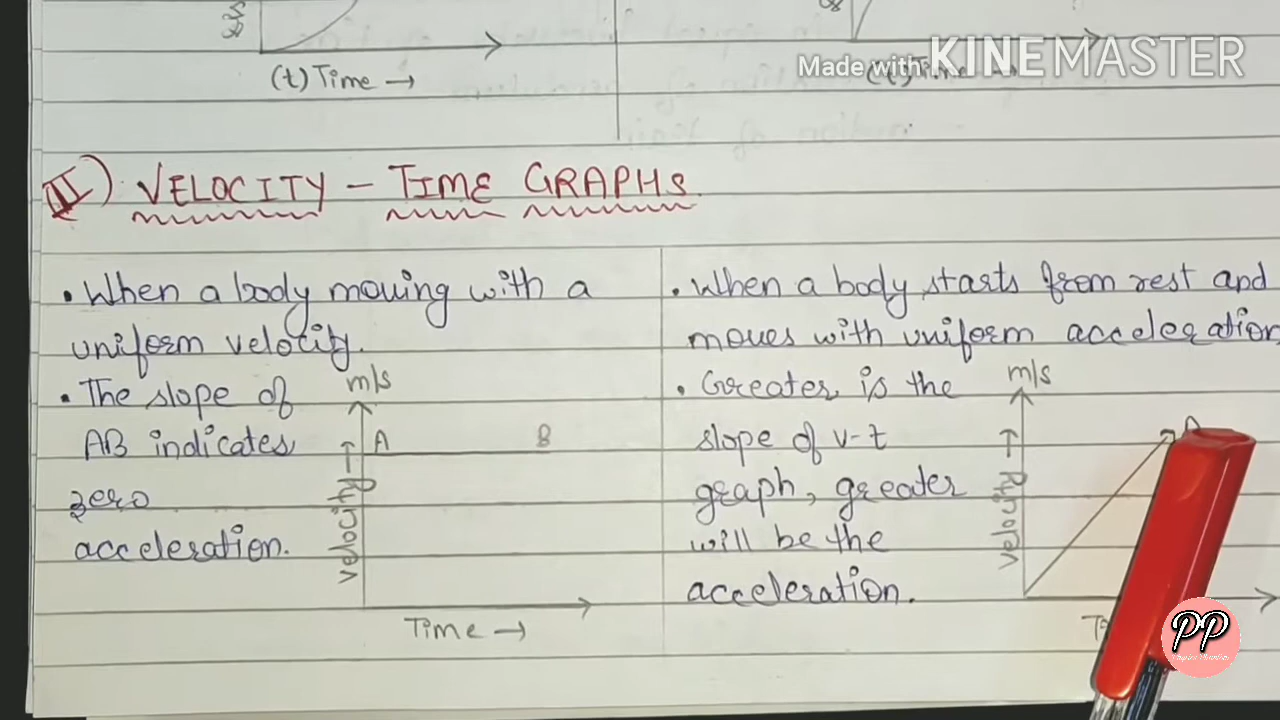 (t) Time →
Made with KINEMASTER
II) VELOCITY – TIME GRAPHS
• When a body moving with a
uniform velocity.
• The slope of
AB indicates
zero
acceleration.
m/s
A B
velocity →
Time →
• When a body starts from rest and
moves with uniform acceleration
• Greater is the
slope of v-t
graph, greater
will be the
acceleration.
m/s
velocity →
PP